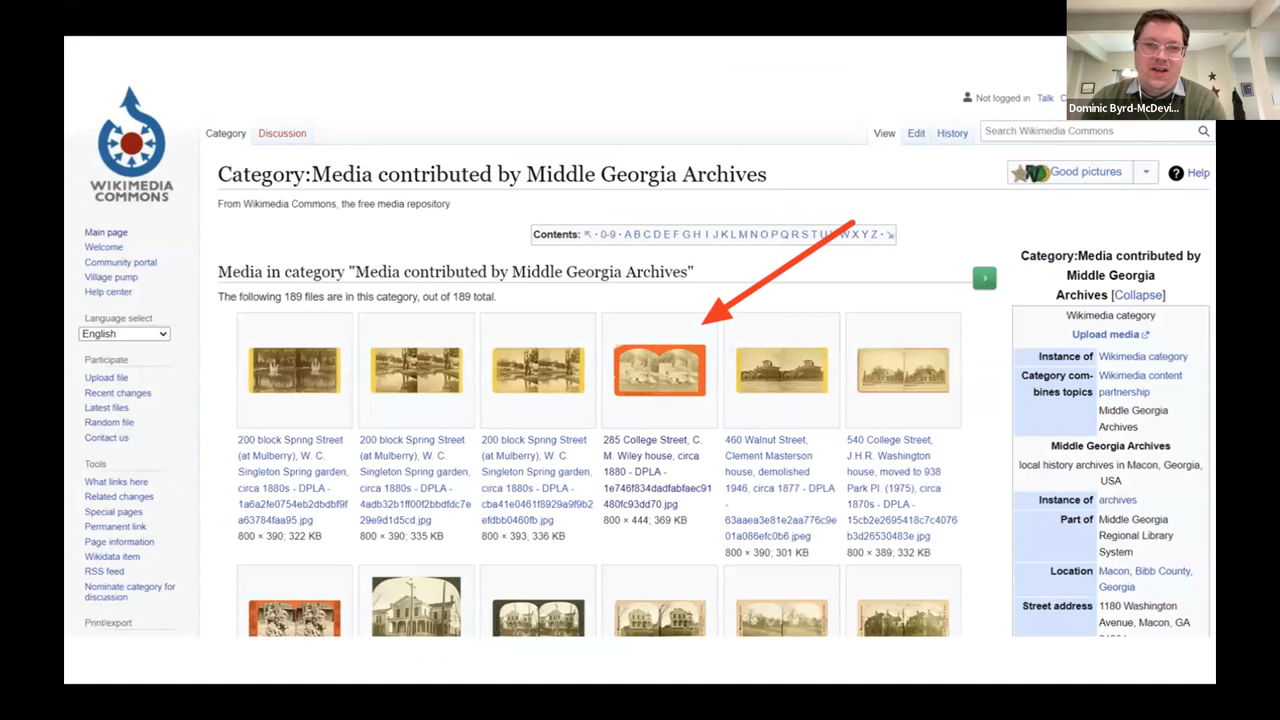 Dominic Byrd-McDevi...
Not logged in Talk
WIKIMEDIA
COMMONS
Category Discussion View Edit History Search Wikimedia Commons
Category:Media contributed by Middle Georgia Archives
Good pictures Help
From Wikimedia Commons, the free media repository
Main page
Welcome
Community portal
Village pump
Help center
Language select
English
Participate
Upload file
Recent changes
Latest files
Random file
Contact us
Tools
What links here
Related changes
Special pages
Permanent link
Page information
Wikidata item
RSS feed
Nominate category for
discussion
Print/export
Contents: ⇱ · 0-9 · A B C D E F G H I J K L M N O P Q R S T U V W X Y Z · ⇲
Media in category "Media contributed by Middle Georgia Archives"
The following 189 files are in this category, out of 189 total.
200 block Spring Street
(at Mulberry), W. C.
Singleton Spring garden,
circa 1880s - DPLA -
1a6a2fe0754eb2dbdbf9f
a63784faa95.jpg
800 × 390; 322 KB
200 block Spring Street
(at Mulberry), W. C.
Singleton Spring garden,
circa 1880s - DPLA -
4adb32b1ff00f2bbdfdc7e
29e9d1d5cd.jpg
800 × 390; 335 KB
200 block Spring Street
(at Mulberry), W. C.
Singleton Spring garden,
circa 1880s - DPLA -
cba41e0461f8929a9f9b2
efdbb0460fb.jpg
800 × 393, 336 KB
285 College Street, C.
M. Wiley house, circa
1880 - DPLA -
1e746f834dadfabfaec91
480fc93dd70.jpg
800 × 444; 369 KB
460 Walnut Street,
Clement Masterson
house, demolished
1946, circa 1877 - DPLA
-
63aaea3e81e2aa776c9e
01a086efc0b6.jpeg
800 × 390; 301 KB
540 College Street,
J.H.R. Washington
house, moved to 938
Park Pl. (1975), circa
1870s - DPLA -
15cb2e2695418c7c4076
b3d26530483e.jpg
800 × 389; 332 KB
Category:Media contributed by
Middle Georgia
Archives [Collapse]
Wikimedia category
Upload media
Instance of Wikimedia category
Category com-
bines topics
Wikimedia content
partnership
Middle Georgia
Archives
Middle Georgia Archives
local history archives in Macon, Georgia,
USA
Instance of archives
Part of Middle Georgia
Regional Library
System
Location Macon, Bibb County,
Georgia
Street address 1180 Washington
Avenue, Macon, GA